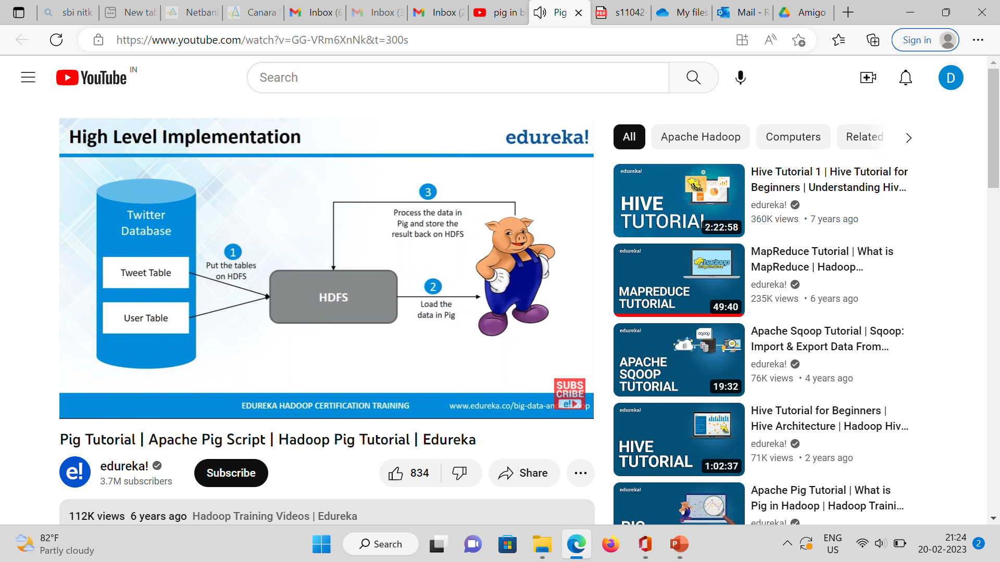 sbi nitk
New tab
Netban
Canara
Inbox (6
Inbox (3
Inbox (2
pig in b
Pig
s11042-
My files
Mail - R
Amigo
https://www.youtube.com/watch?v=GG-VRm6XnNk&t=300s
Sign in
YouTube
IN
Search
D
High Level Implementation
edureka!
Twitter
Database
Tweet Table
User Table
1
Put the tables
on HDFS
HDFS
2
Load the
data in Pig
3
Process the data in
Pig and store the
result back on HDFS
SUBS
CRIBE
e!
EDUREKA HADOOP CERTIFICATION TRAINING
www.edureka.co/big-data-and-hadoop
Pig Tutorial | Apache Pig Script | Hadoop Pig Tutorial | Edureka
e!
edureka!
3.7M subscribers
Subscribe
834
Share
112K views 6 years ago Hadoop Training Videos | Edureka
All
Apache Hadoop
Computers
Related
edureka!
HIVE
HIVE
TUTORIAL
2:22:58
Hive Tutorial 1 | Hive Tutorial for
Beginners | Understanding Hiv...
edureka!
360K views • 7 years ago
edureka!
hadoop
Map Reduce
MAPREDUCE
TUTORIAL
49:40
MapReduce Tutorial | What is
MapReduce | Hadoop...
edureka!
235K views • 6 years ago
edureka!
sqoop
APACHE
SQOOP
TUTORIAL
19:32
Apache Sqoop Tutorial | Sqoop:
Import & Export Data From...
edureka!
76K views • 4 years ago
edureka!
HIVE
TUTORIAL
1:02:37
Hive Tutorial for Beginners |
Hive Architecture | Hadoop Hiv...
edureka!
71K views • 2 years ago
edureka!
PIG
Apache Pig Tutorial | What is
Pig in Hadoop | Hadoop Traini...
edureka!
82°F
Partly cloudy
Search
ENG
US
21:24
20-02-2023
2